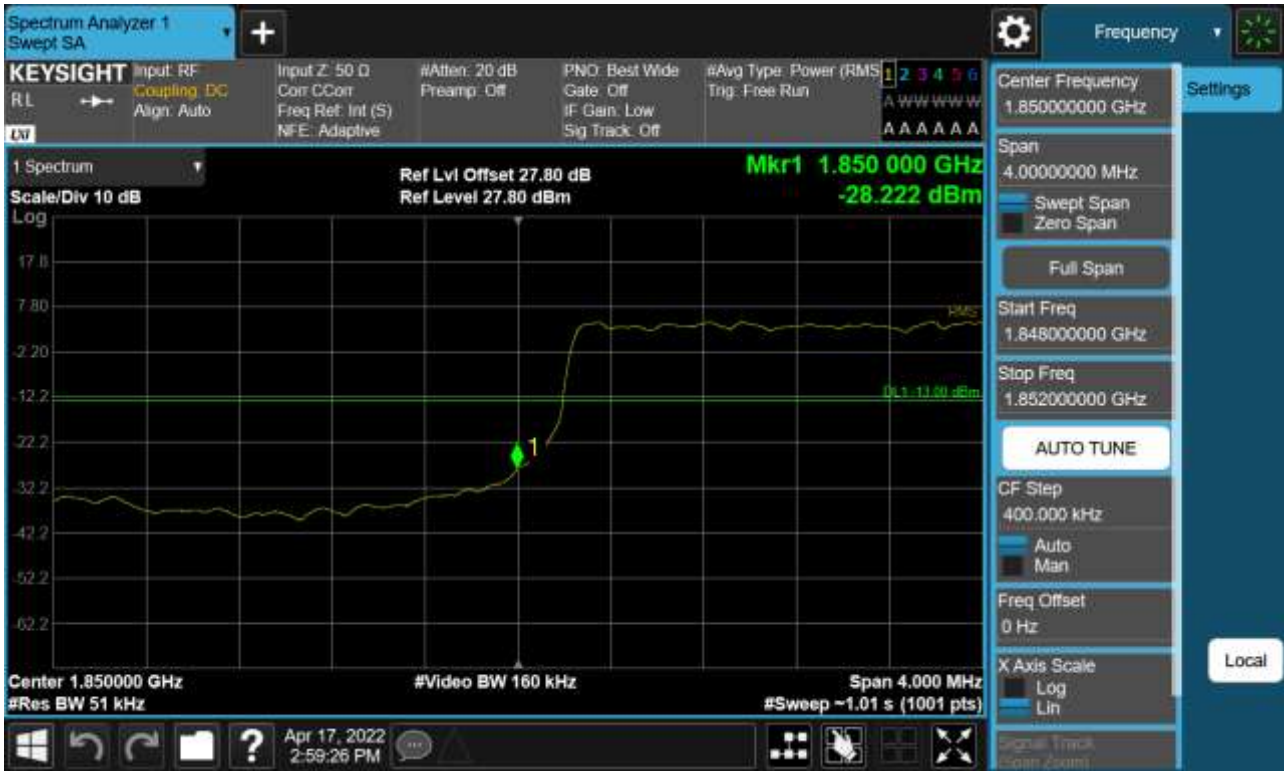 Spectrum Analyzer 1
Swept SA
+
Frequency
KEYSIGHT
RL
LXI
Input: RF
Coupling: DC
Align: Auto
Input Z: 50 Ω
Corr CCorr
Freq Ref: Int (S)
NFE: Adaptive
#Atten: 20 dB
Preamp: Off
PNO: Best Wide
Gate: Off
IF Gain: Low
Sig Track: Off
#Avg Type: Power (RMS
Trig: Free Run
1 2 3 4 5 6
A W W W W W
A A A A A A
1 Spectrum
Scale/Div 10 dB
Log
Ref Lvl Offset 27.80 dB
Ref Level 27.80 dBm
Mkr1 1.850 000 GHz
-28.222 dBm
17.8
7.80
-2.20
-12.2
-22.2
-32.2
-42.2
-52.2
-62.2
RMS
DL1 -13.00 dBm
1
Center 1.850000 GHz
#Video BW 160 kHz
Span 4.000 MHz
#Res BW 51 kHz
#Sweep ~1.01 s (1001 pts)
Center Frequency
1.850000000 GHz
Settings
Span
4.00000000 MHz
Swept Span
Zero Span
Full Span
Start Freq
1.848000000 GHz
Stop Freq
1.852000000 GHz
AUTO TUNE
CF Step
400.000 kHz
Auto
Man
Freq Offset
0 Hz
X Axis Scale
Log
Lin
Signal Track
(Span Zoom)
Local
?
Apr 17, 2022
2:59:26 PM